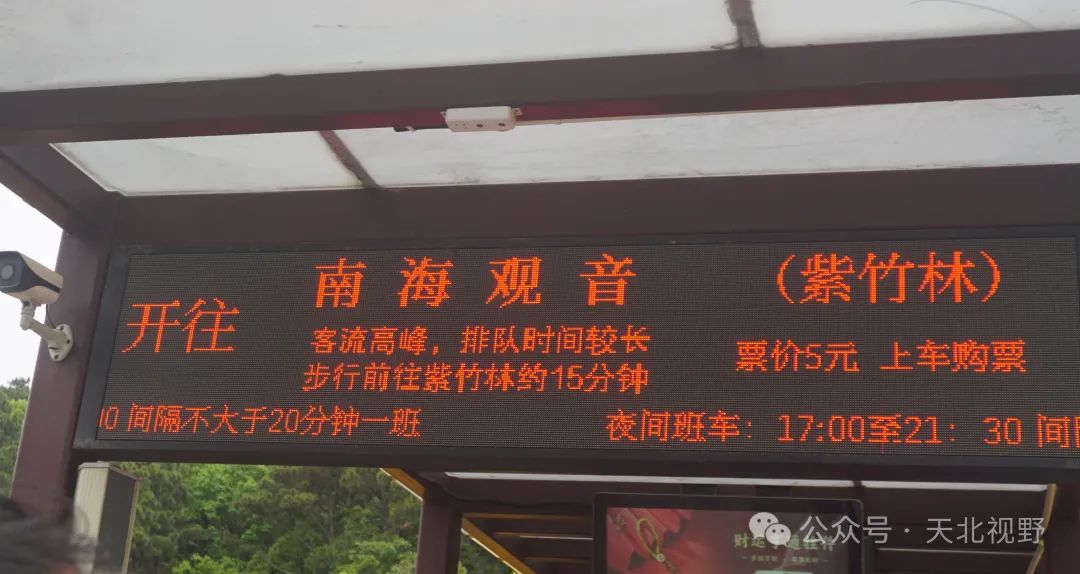 南海观音 （紫竹林）
开往
客流高峰，排队时间较长
票价5元 上车购票
步行前往紫竹林约15分钟
间隔不大于20分钟一班 夜间班车：17:00至21：30 间
公众号 · 天北视野